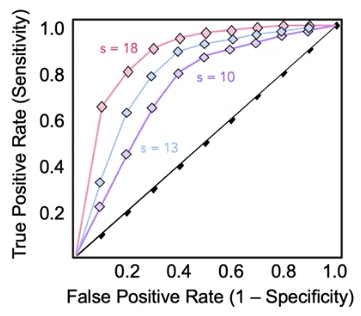 1.0
0.8
0.6
0.4
0.2
True Positive Rate (Sensitivity)
s = 18
s = 10
s = 13
0.2 0.4 0.6 0.8 1.0
False Positive Rate (1 – Specificity)